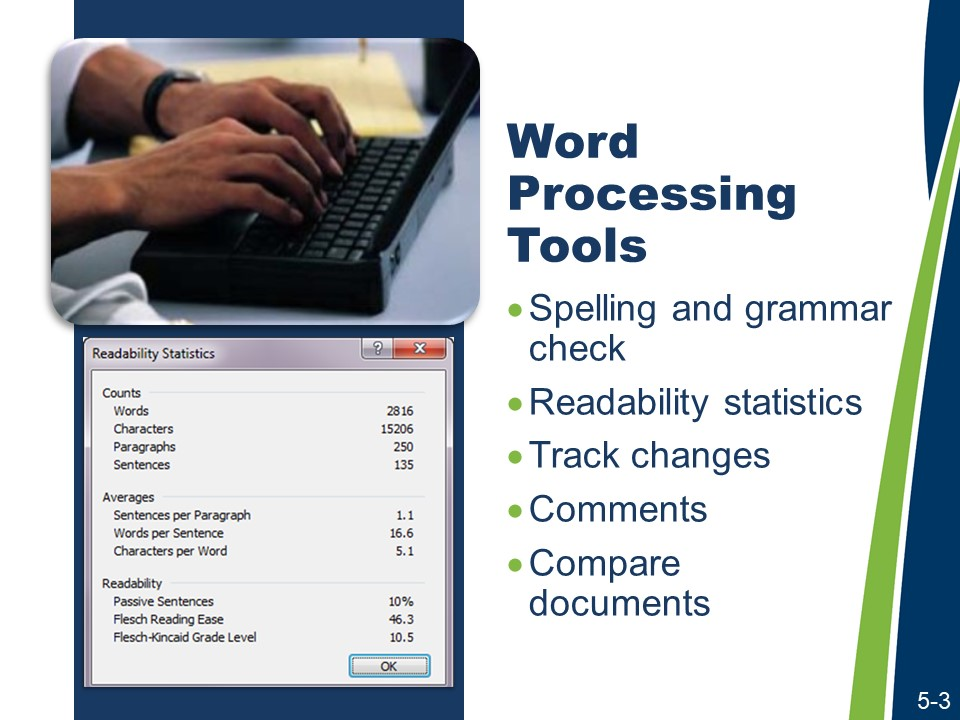 Word
Processing
Tools
• Spelling and grammar
check
• Readability statistics
• Track changes
• Comments
• Compare
documents
Readability Statistics ? x
Counts
Words 2816
Characters 15206
Paragraphs 250
Sentences 135
Averages
Sentences per Paragraph 1.1
Words per Sentence 16.6
Characters per Word 5.1
Readability
Passive Sentences 10%
Flesch Reading Ease 46.3
Flesch-Kincaid Grade Level 10.5
OK
5-3